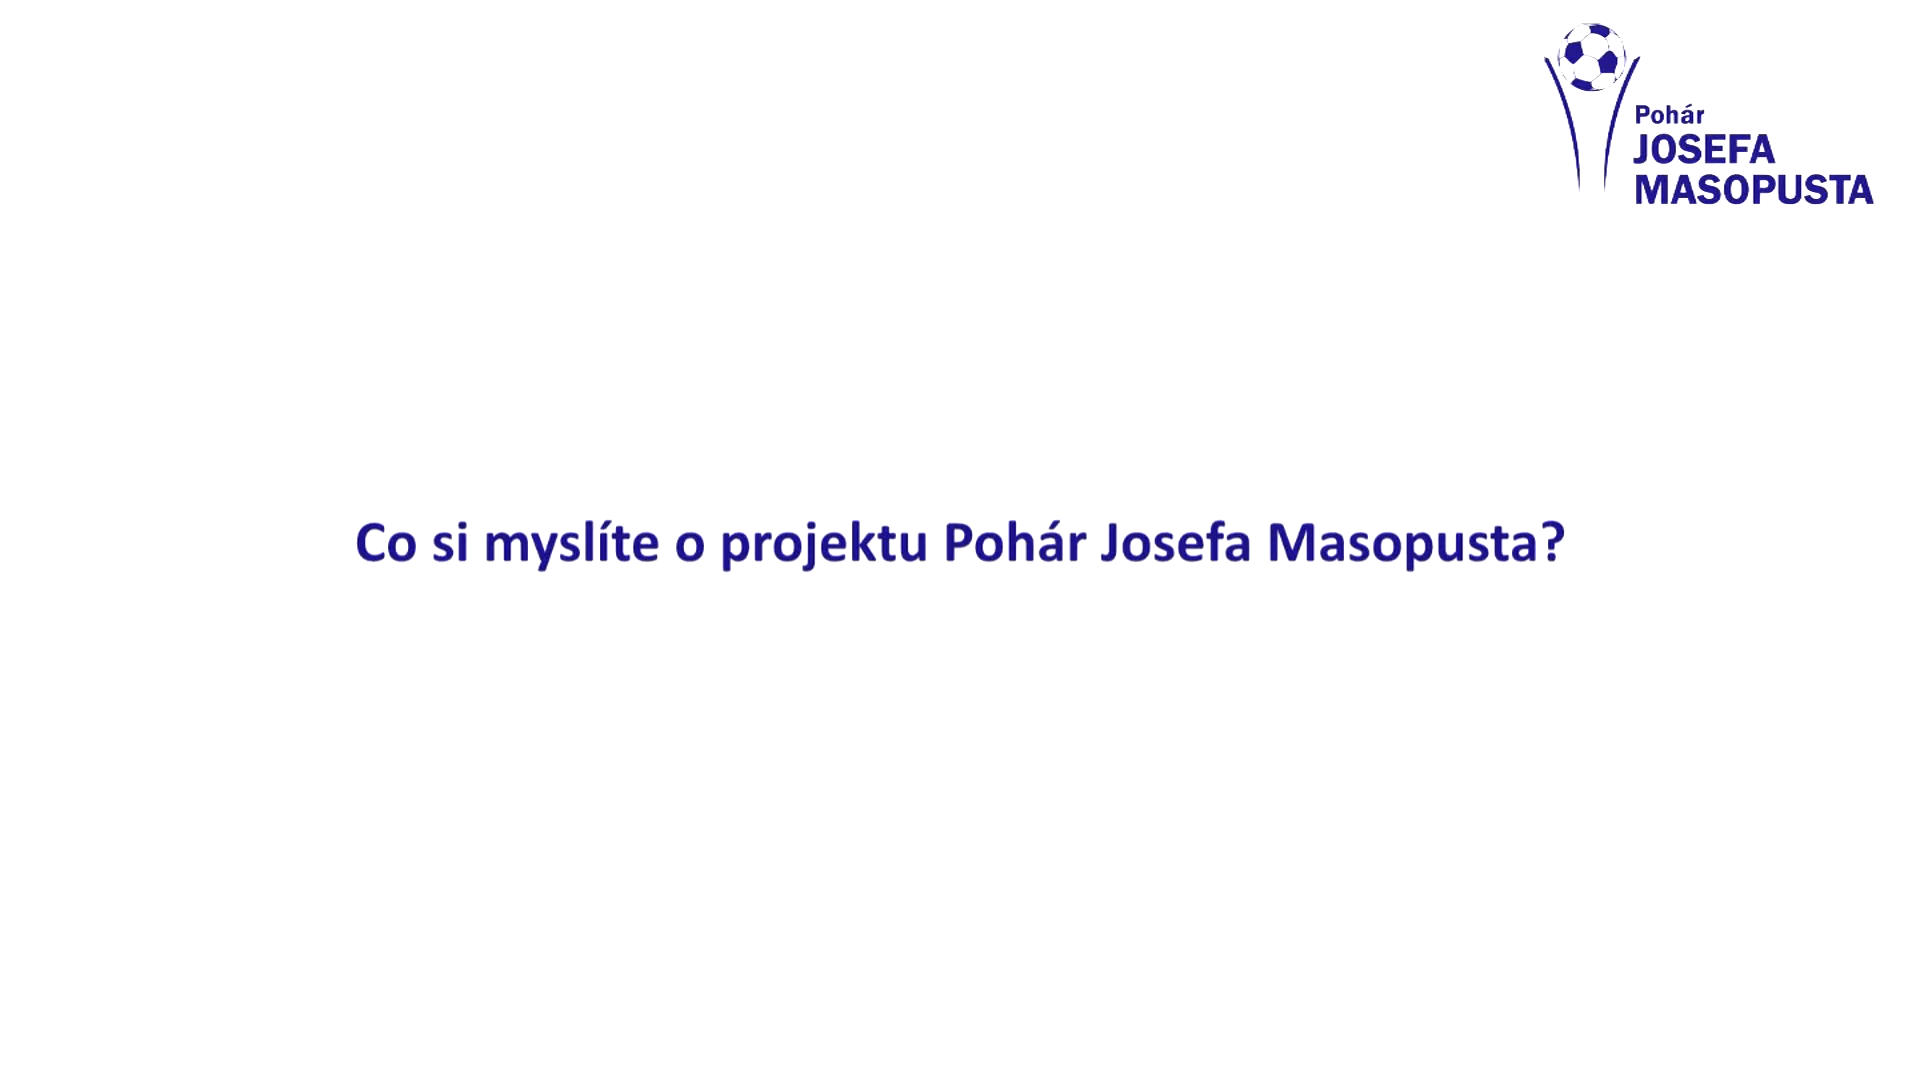 Pohár
JOSEFA
MASOPUSTA
Co si myslíte o projektu Pohár Josefa Masopusta?